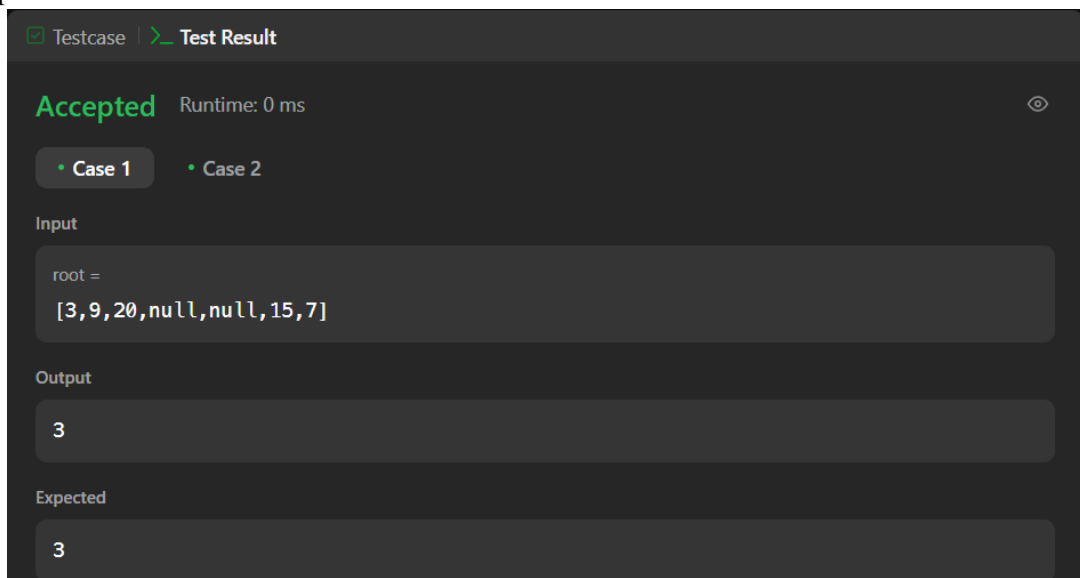 Testcase
Test Result
Accepted Runtime: 0 ms
Case 1 Case 2
Input
root =
[3,9,20,null,null,15,7]
Output
3
Expected
3